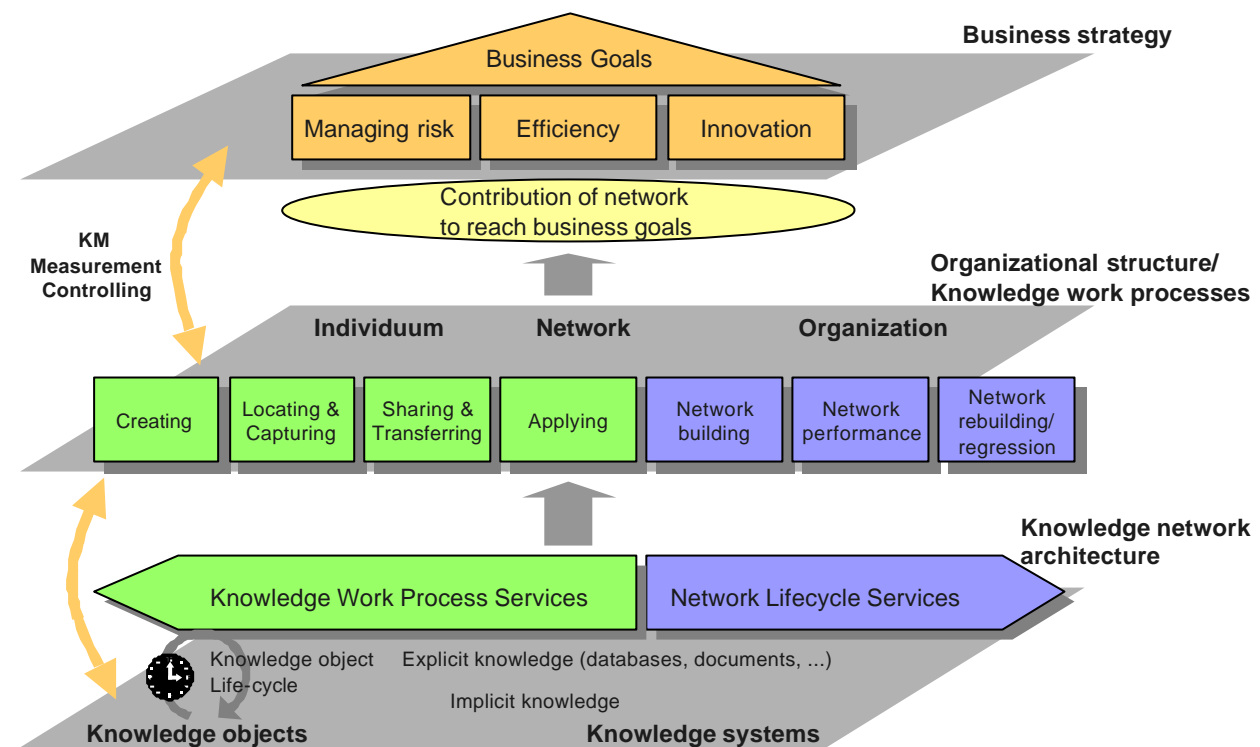 Business strategy
Business Goals
Managing risk
Efficiency
Innovation
Contribution of network
to reach business goals
KM
Measurement
Controlling
Organizational structure/
Knowledge work processes
Individuum
Network
Organization
Creating
Locating &
Capturing
Sharing &
Transferring
Applying
Network
building
Network
performance
Network
rebuilding/
regression
Knowledge network
architecture
Knowledge Work Process Services
Network Lifecycle Services
Knowledge object
Life-cycle
Explicit knowledge (databases, documents, ...)
Implicit knowledge
Knowledge objects
Knowledge systems